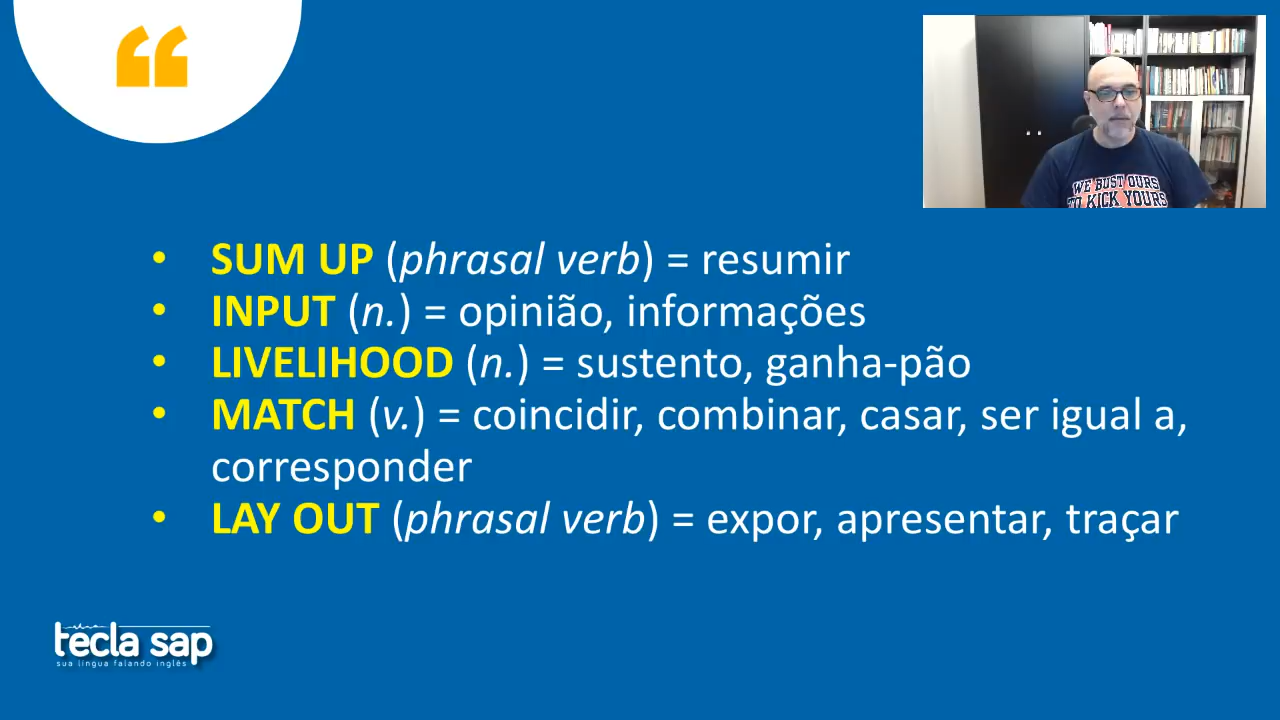 WE BUST OURS
TO KICK YOURS
• SUM UP (phrasal verb) = resumir
• INPUT (n.) = opinião, informações
• LIVELIHOOD (n.) = sustento, ganha-pão
• MATCH (v.) = coincidir, combinar, casar, ser igual a,
corresponder
• LAY OUT (phrasal verb) = expor, apresentar, traçar
tecla sap
sua língua falando inglês